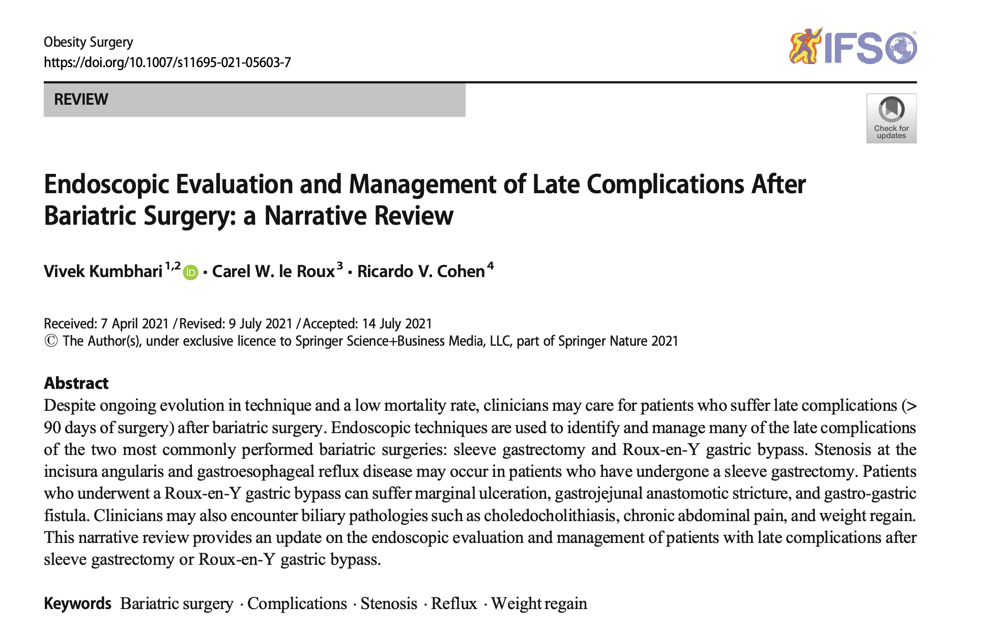 Obesity Surgery
https://doi.org/10.1007/s11695-021-05603-7
IFSO®
REVIEW
Check for
updates
Endoscopic Evaluation and Management of Late Complications After
Bariatric Surgery: a Narrative Review
Vivek Kumbhari 1,2 iD · Carel W. le Roux 3 · Ricardo V. Cohen 4
Received: 7 April 2021 / Revised: 9 July 2021 / Accepted: 14 July 2021
© The Author(s), under exclusive licence to Springer Science+Business Media, LLC, part of Springer Nature 2021
Abstract
Despite ongoing evolution in technique and a low mortality rate, clinicians may care for patients who suffer late complications (>
90 days of surgery) after bariatric surgery. Endoscopic techniques are used to identify and manage many of the late complications
of the two most commonly performed bariatric surgeries: sleeve gastrectomy and Roux-en-Y gastric bypass. Stenosis at the
incisura angularis and gastroesophageal reflux disease may occur in patients who have undergone a sleeve gastrectomy. Patients
who underwent a Roux-en-Y gastric bypass can suffer marginal ulceration, gastrojejunal anastomotic stricture, and gastro-gastric
fistula. Clinicians may also encounter biliary pathologies such as choledocholithiasis, chronic abdominal pain, and weight regain.
This narrative review provides an update on the endoscopic evaluation and management of patients with late complications after
sleeve gastrectomy or Roux-en-Y gastric bypass.
Keywords Bariatric surgery · Complications · Stenosis · Reflux · Weight regain